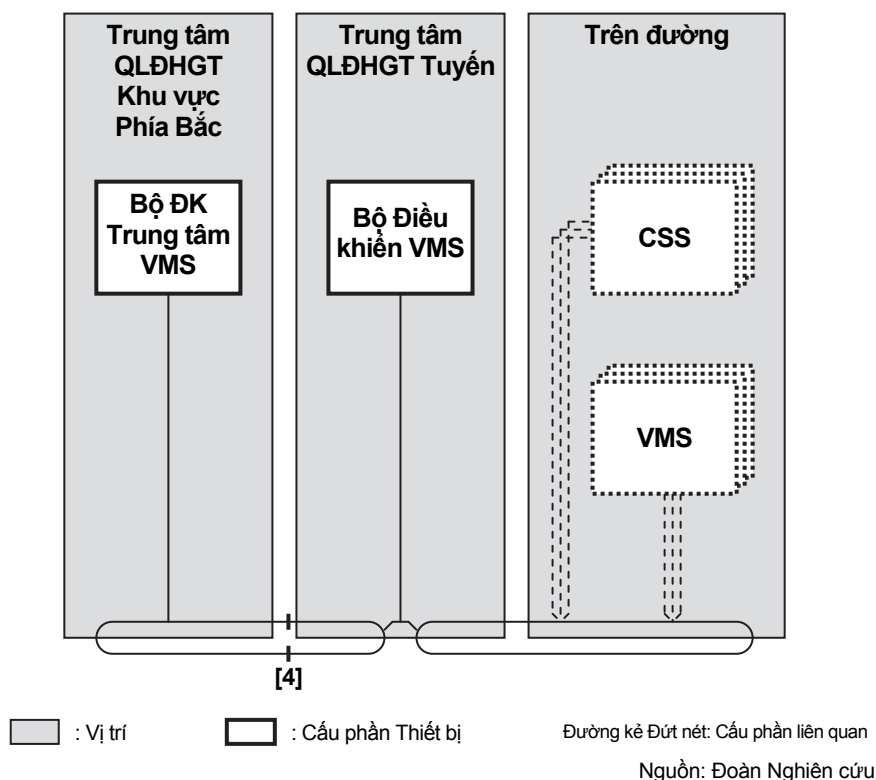 Trung tâm
QLĐHGT
Khu vực
Phía Bắc
Trung tâm
QLĐHGT Tuyến
Trên đường
Bộ ĐK
Trung tâm
VMS
Bộ Điều
khiển VMS
CSS
VMS
[4]
: Vị trí
: Cấu phần Thiết bị
Đường kẻ Đứt nét: Cấu phần liên quan
Nguồn: Đoàn Nghiên cứu